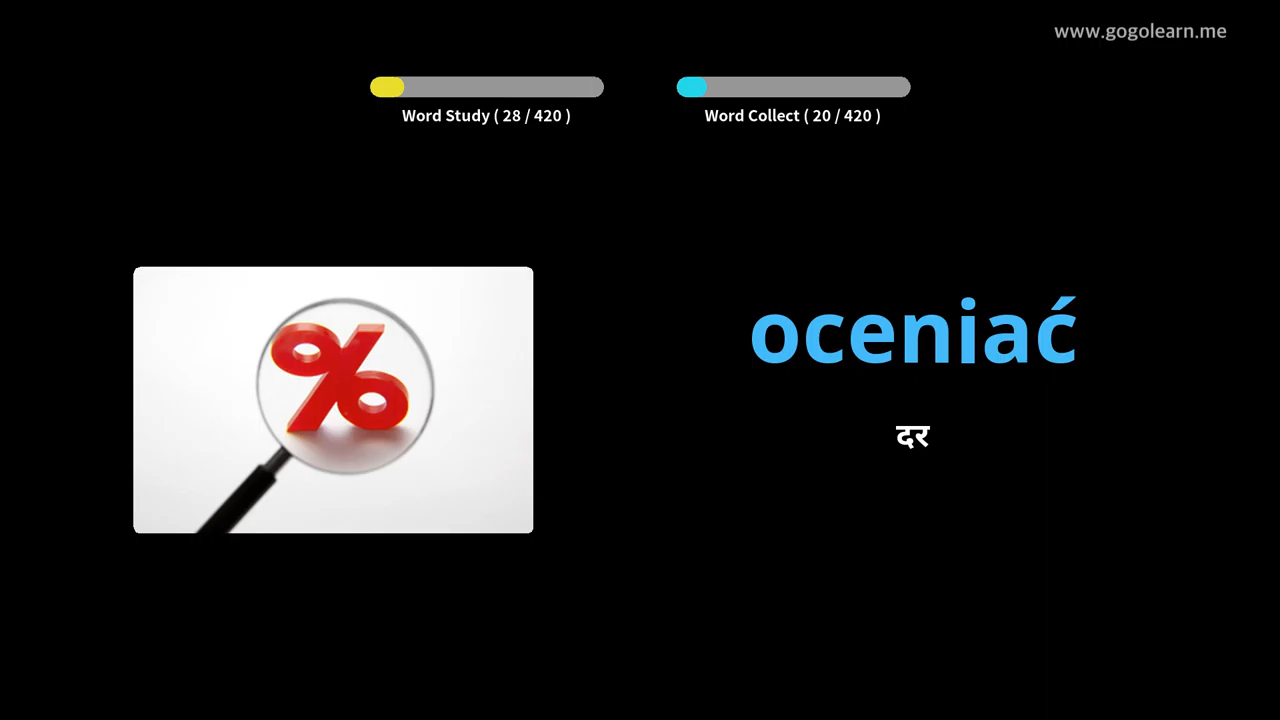 www.gogolearn.me
Word Study ( 28 / 420 )
Word Collect ( 20 / 420 )
%
oceniać
दर